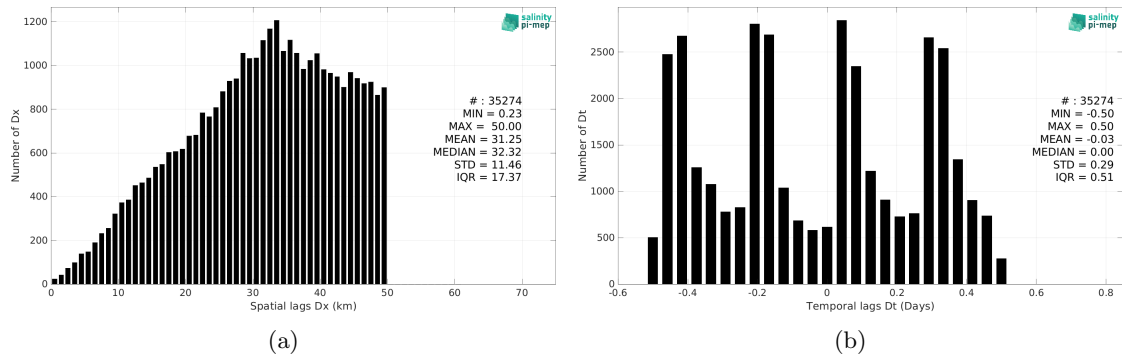 1200
1000
800
600
400
200
0
Number of Dx
0 10 20 30 40 50 60 70
Spatial lags Dx (km)
salinity
pi-mep
# : 35274
MIN = 0.23
MAX = 50.00
MEAN = 31.25
MEDIAN = 32.32
STD = 11.46
IQR = 17.37
(a)
2500
2000
1500
1000
500
0
Number of Dt
-0.6 -0.4 -0.2 0 0.2 0.4 0.6 0.8
Temporal lags Dt (Days)
salinity
pi-mep
# : 35274
MIN = -0.50
MAX = 0.50
MEAN = -0.03
MEDIAN = 0.00
STD = 0.29
IQR = 0.51
(b)